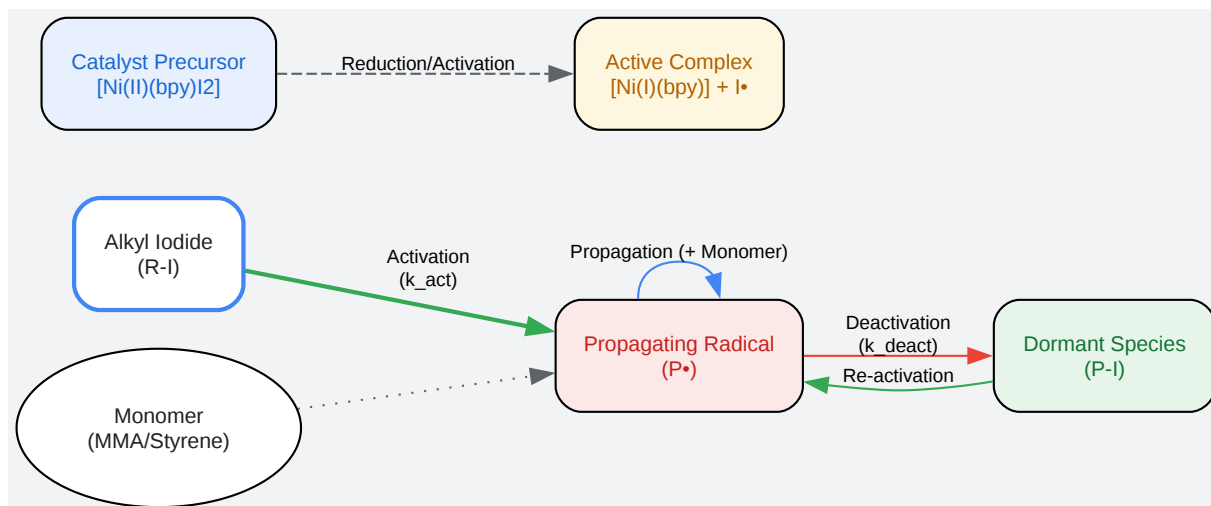 Catalyst Precursor
[Ni(II)(bpy)I2]
Reduction/Activation
Active Complex
[Ni(I)(bpy)] + I•
Alkyl Iodide
(R-I)
Activation
(k_act)
Propagation (+ Monomer)
Propagating Radical
(P•)
Deactivation
(k_deact)
Re-activation
Dormant Species
(P-I)
Monomer
(MMA/Styrene)